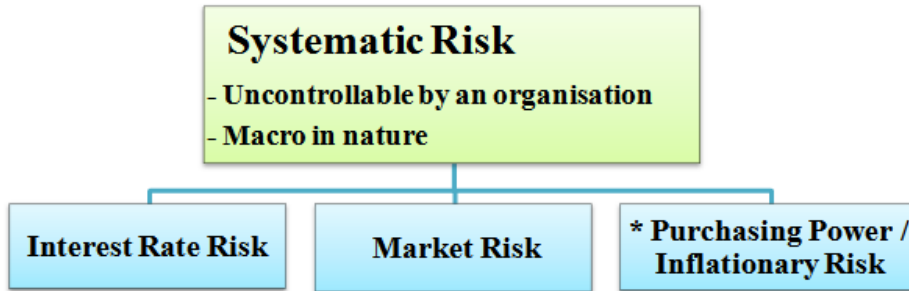 Systematic Risk
- Uncontrollable by an organisation
- Macro in nature
Interest Rate Risk
Market Risk
* Purchasing Power /
Inflationary Risk